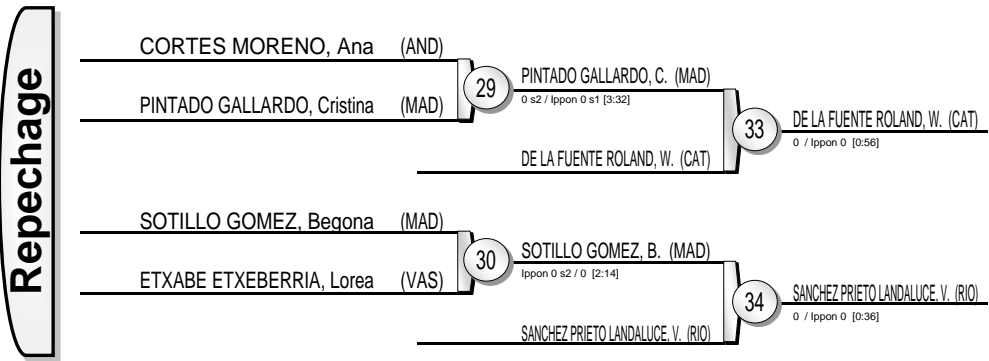 Repechage
CORTES MORENO, Ana (AND)
PINTADO GALLARDO, Cristina (MAD)
29
PINTADO GALLARDO, C. (MAD)
0 s2 / Ippon 0 s1 [3:32]
DE LA FUENTE ROLAND, W. (CAT)
33
DE LA FUENTE ROLAND, W. (CAT)
0 / Ippon 0 [0:56]
SOTILLO GOMEZ, Begona (MAD)
ETXABE ETXEBERRIA, Lorea (VAS)
30
SOTILLO GOMEZ, B. (MAD)
Ippon 0 s2 / 0 [2:14]
SANCHEZ PRIETO LANDALUCE, V. (RIO)
34
SANCHEZ PRIETO LANDALUCE, V. (RIO)
0 / Ippon 0 [0:36]